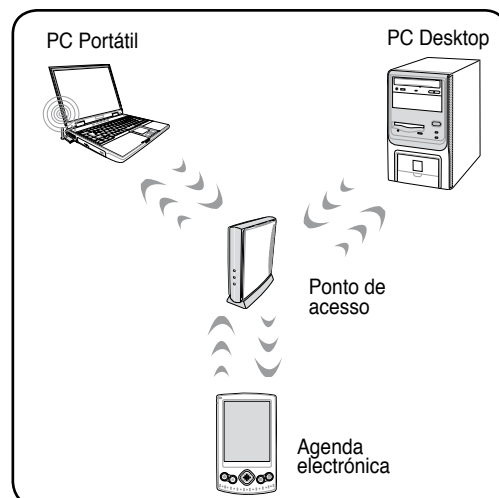 PC Portátil
PC Desktop
Ponto de
acesso
Agenda
electrónica